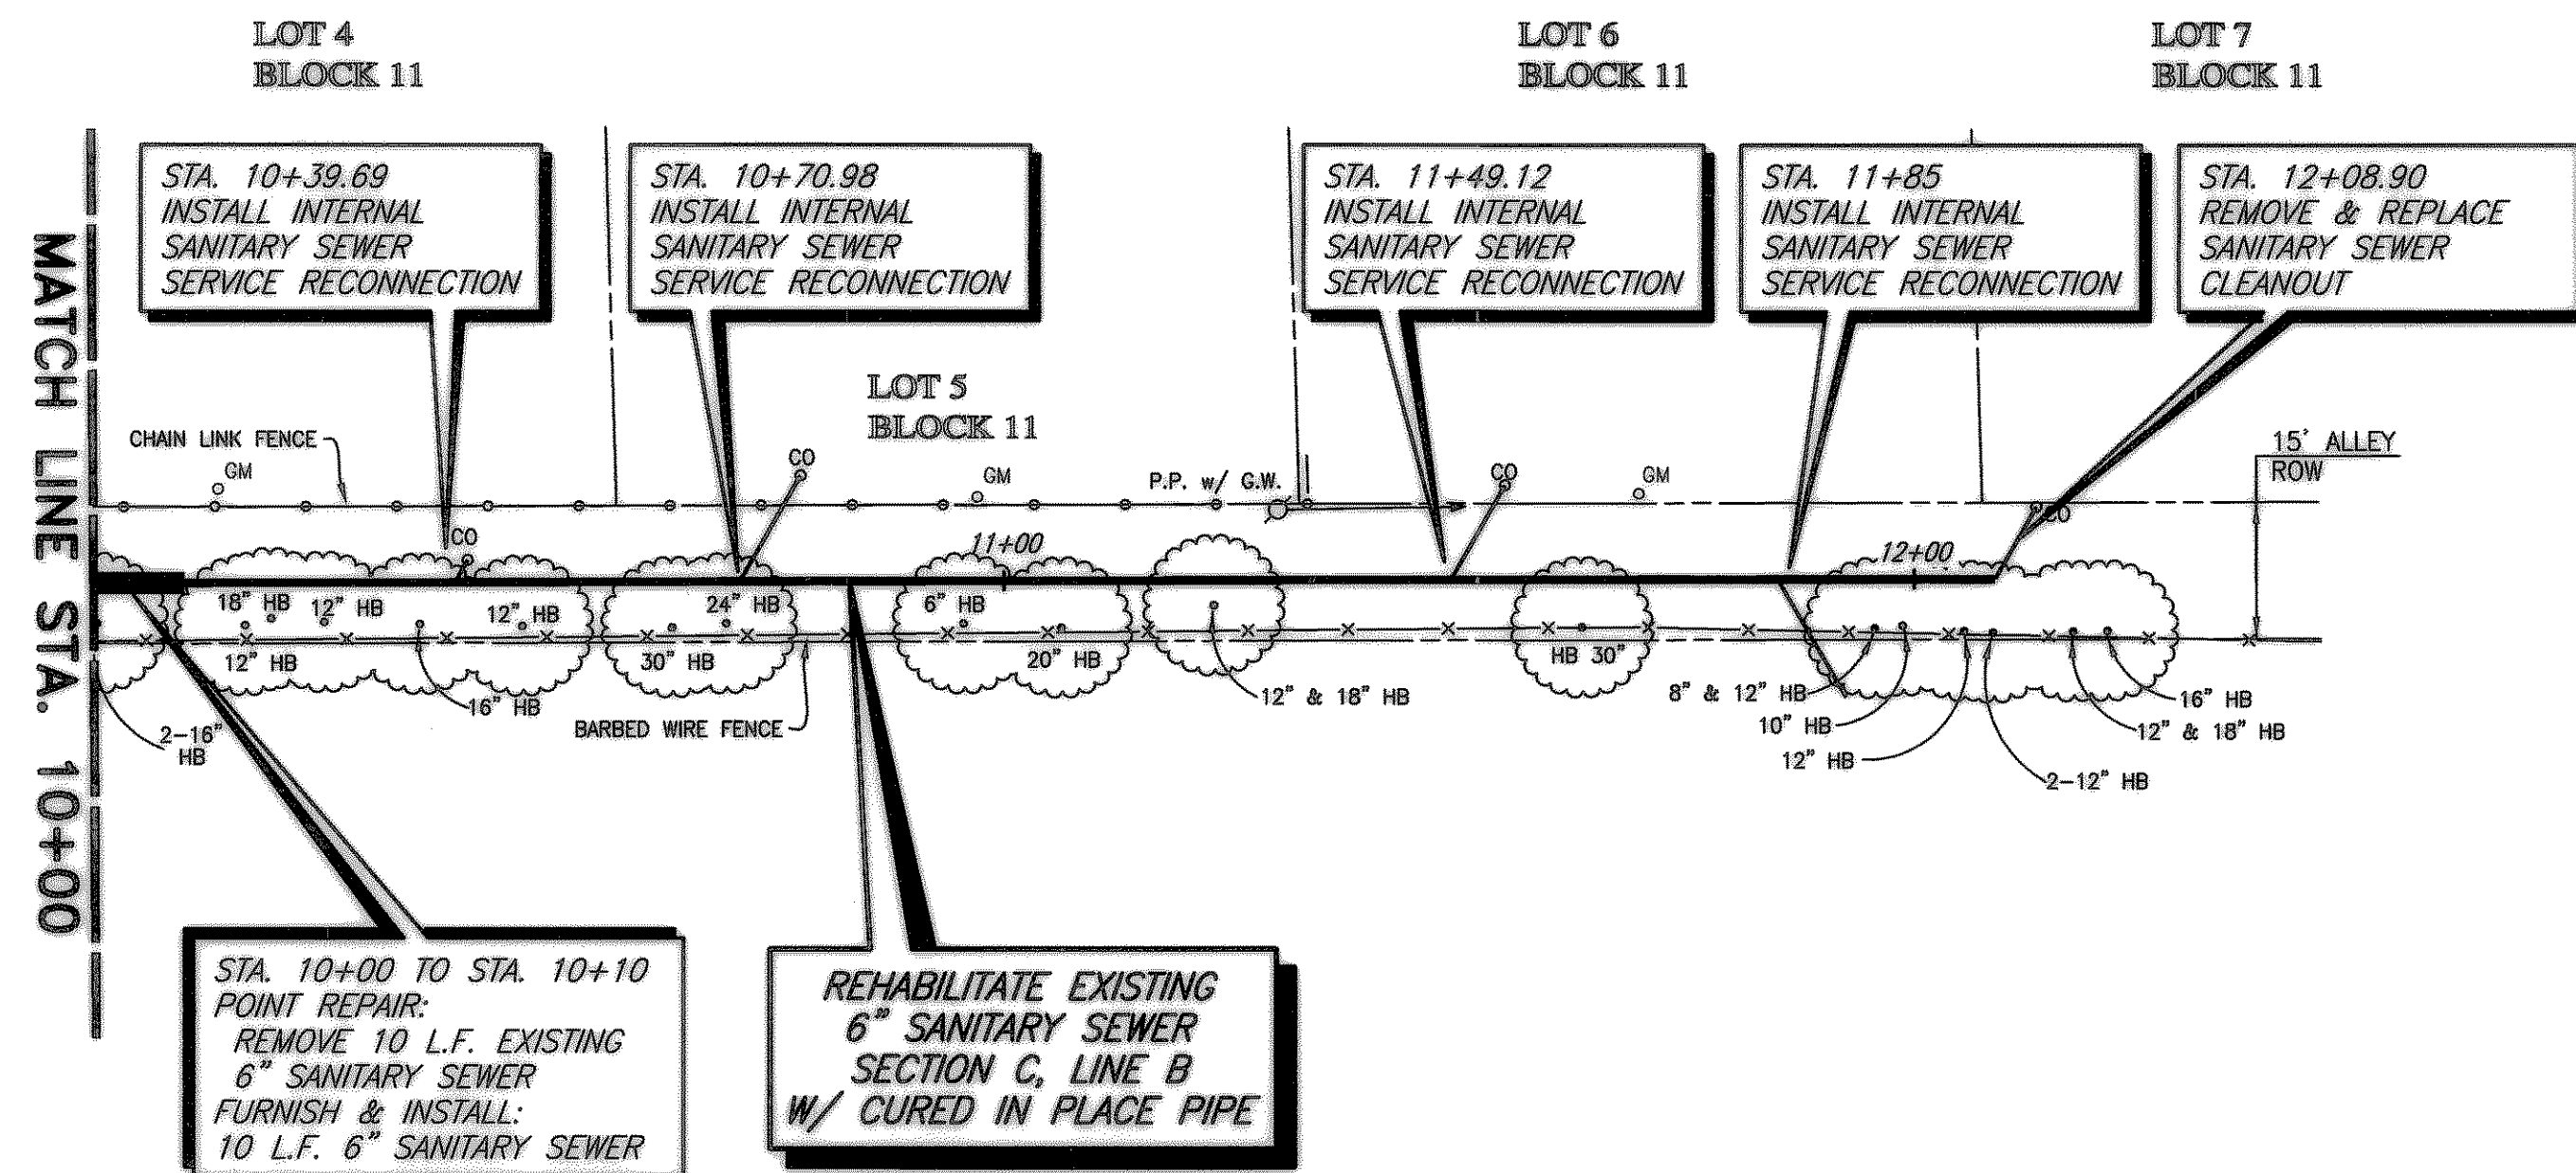 LOT 4
BLOCK 11
LOT 6
BLOCK 11
LOT 7
BLOCK 11
STA. 10+39.69
INSTALL INTERNAL
SANITARY SEWER
SERVICE RECONNECTION
STA. 10+70.98
INSTALL INTERNAL
SANITARY SEWER
SERVICE RECONNECTION
STA. 11+49.12
INSTALL INTERNAL
SANITARY SEWER
SERVICE RECONNECTION
STA. 11+85
INSTALL INTERNAL
SANITARY SEWER
SERVICE RECONNECTION
STA. 12+08.90
REMOVE & REPLACE
SANITARY SEWER
CLEANOUT
MATCH LINE STA. 10+00
LOT 5
BLOCK 11
CHAIN LINK FENCE
GM
CO
CO
GM
P.P. w/ G.W.
CO
GM
CO
15' ALLEY
ROW
11+00
12+00
18" HB
12" HB
12" HB
24" HB
6" HB
12" HB
30" HB
20" HB
HB 30"
16" HB
12" & 18" HB
8" & 12" HB
16" HB
2-16"
HB
BARBED WIRE FENCE
10" HB
12" & 18" HB
12" HB
2-12" HB
STA. 10+00 TO STA. 10+10
POINT REPAIR:
REMOVE 10 L.F. EXISTING
6" SANITARY SEWER
FURNISH & INSTALL:
10 L.F. 6" SANITARY SEWER
REHABILITATE EXISTING
6" SANITARY SEWER
SECTION C, LINE B
W/ CURED IN PLACE PIPE